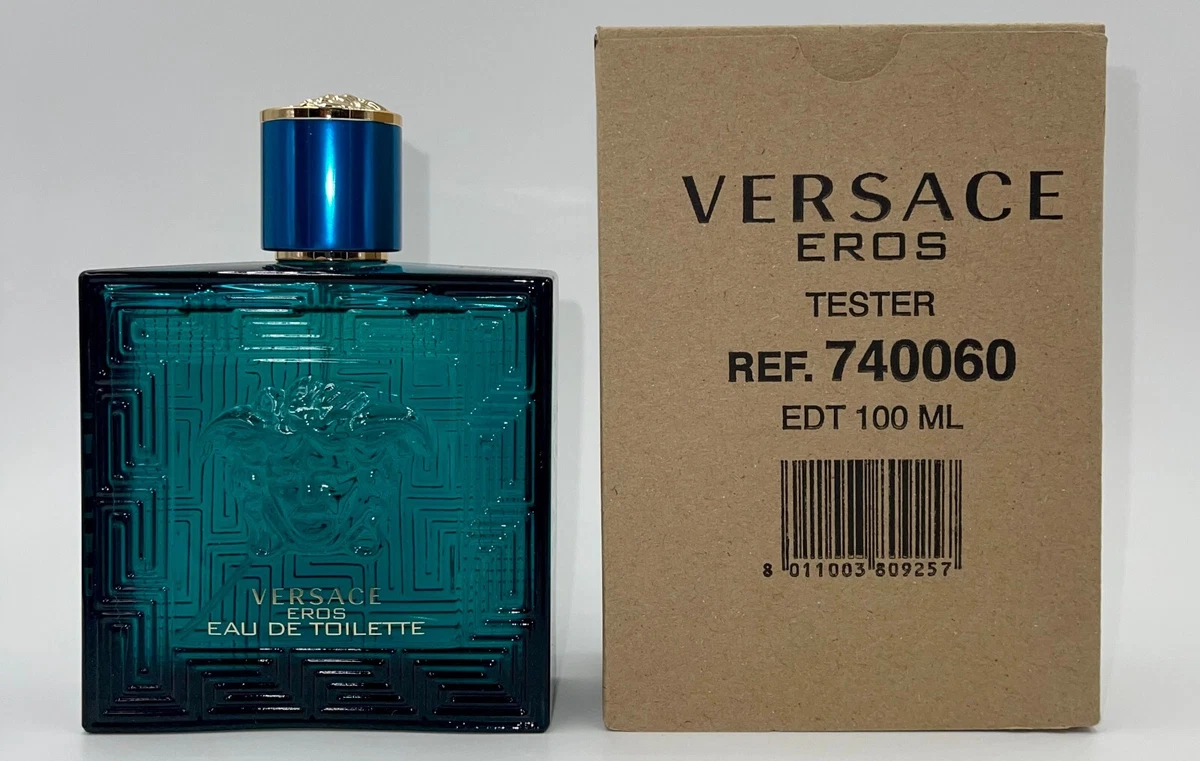 VERSACE
EROS
EAU DE TOILETTE
VERSACE
EROS
TESTER
REF. 740060
EDT 100 ML
8 011003 809257